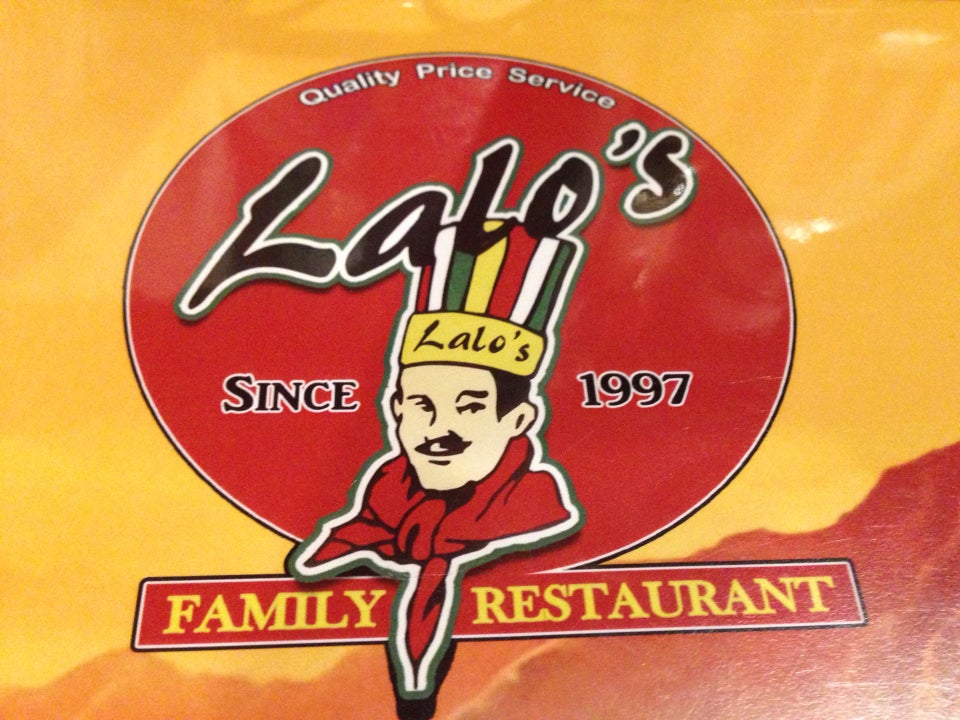 Quality Price Service
Lalo's
Lalo's
SINCE 1997
FAMILY RESTAURANT